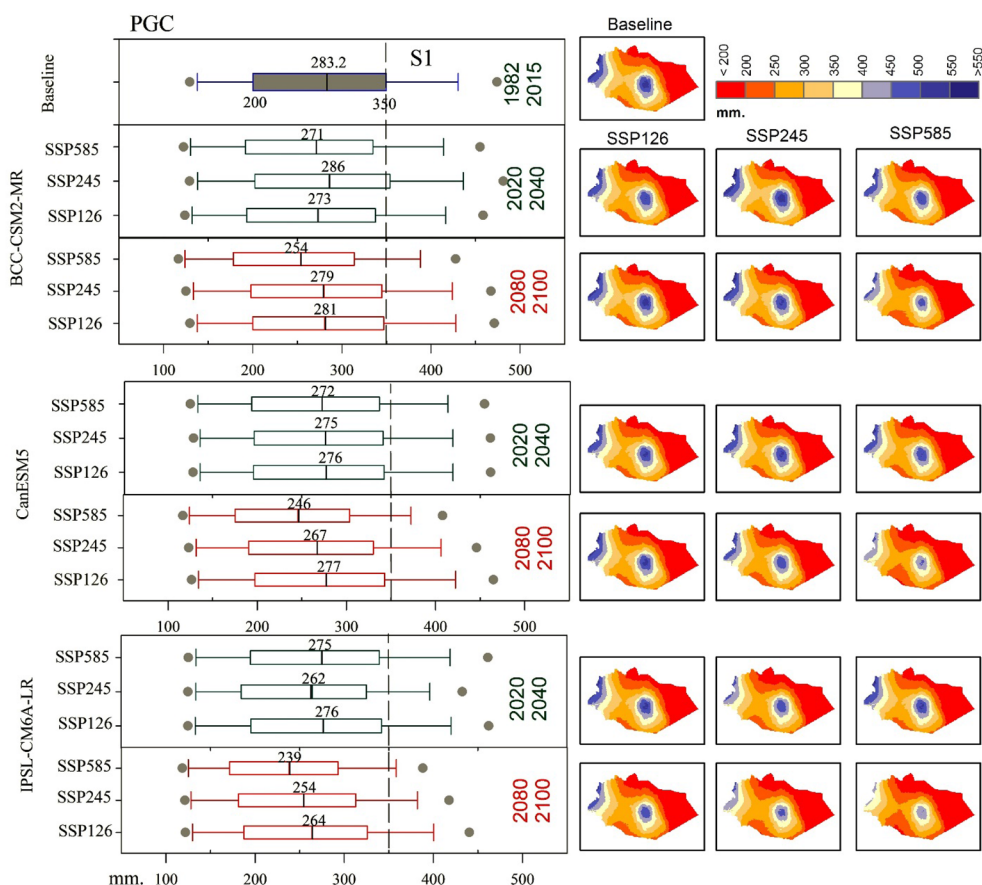 PGC
Baseline
283.2
200
350
S1
1982
2015
Baseline
< 200
200
250
300
350
400
450
500
550
>550
mm.
SSP126
SSP245
SSP585
BCC-CSM2-MR
SSP585
271
SSP245
286
SSP126
273
2020
2040
SSP585
254
SSP245
279
SSP126
281
2080
2100
100
200
300
400
500
CanESM5
SSP585
272
SSP245
275
SSP126
276
2020
2040
SSP585
246
SSP245
267
SSP126
277
2080
2100
100
200
300
400
500
IPSL-CM6A-LR
SSP585
275
SSP245
262
SSP126
276
2020
2040
SSP585
239
SSP245
254
SSP126
264
2080
2100
mm.
100
200
300
400
500